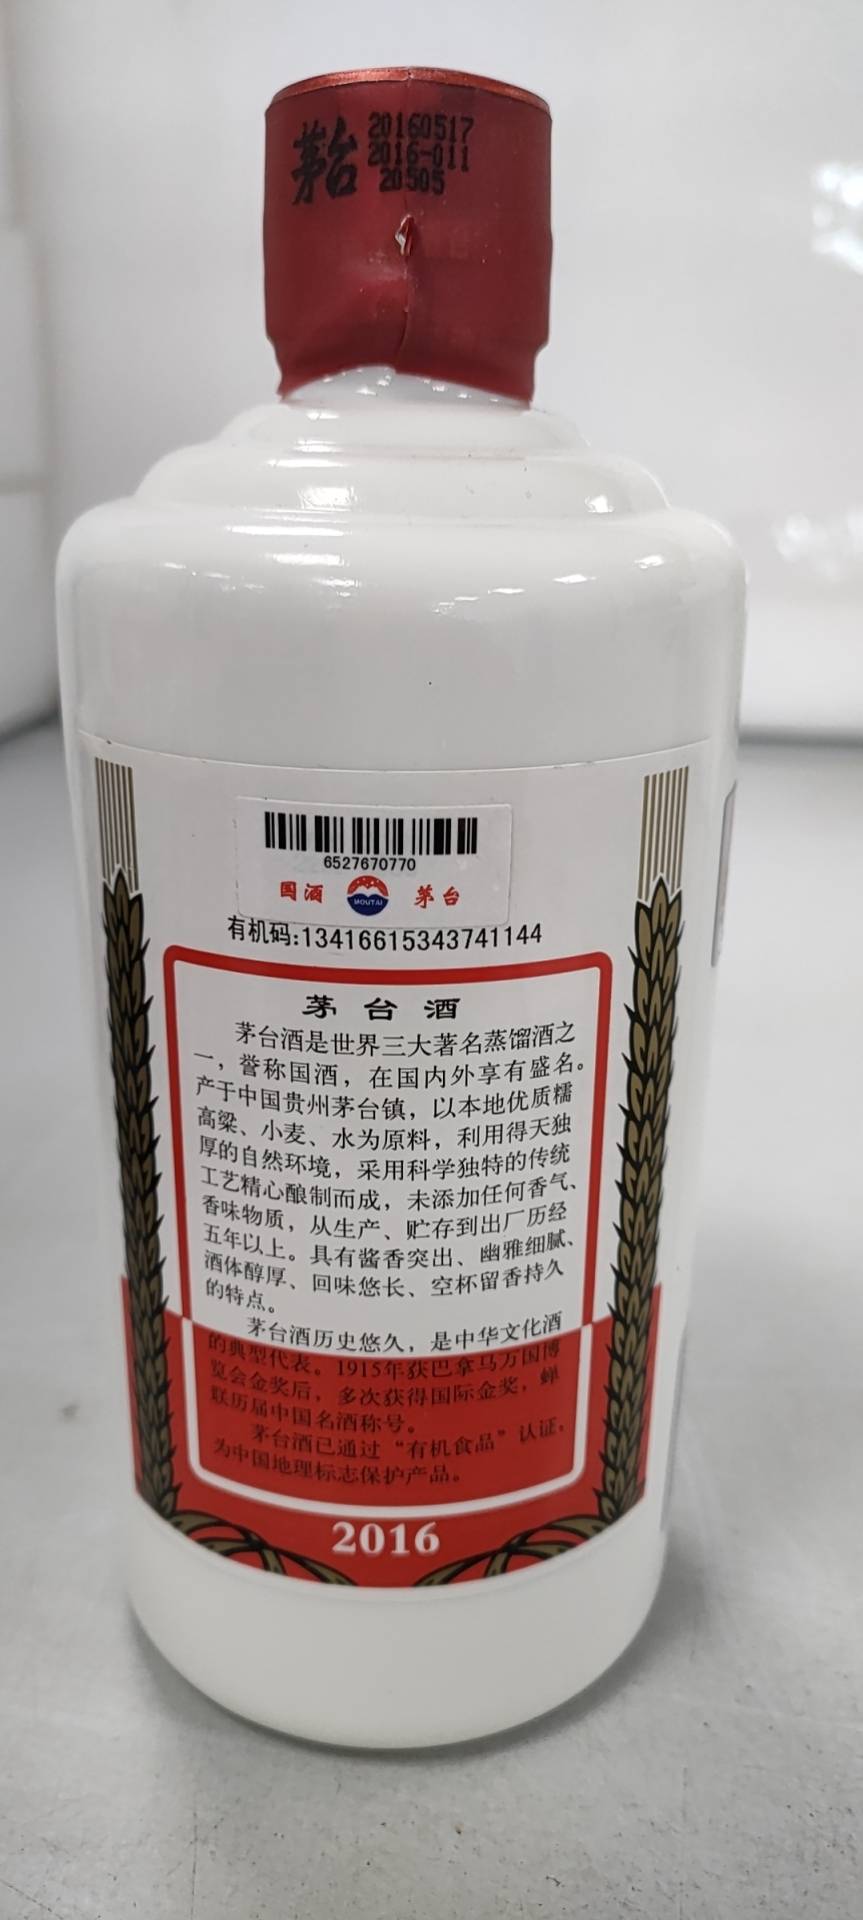 茅台
20160517
2016-011
20505
6527670770
国酒 MOUTAI 茅台
有机码:13416615343741144
茅台酒
茅台酒是世界三大著名蒸馏酒之
一，誉称国酒，在国内外享有盛名。
产于中国贵州茅台镇，以本地优质糯
高粱、小麦、水为原料，利用得天独
厚的自然环境，采用科学独特的传统
工艺精心酿制而成，未添加任何香气、
香味物质，从生产、贮存到出厂历经
五年以上。具有酱香突出、幽雅细腻、
酒体醇厚、回味悠长、空杯留香持久
的特点。
茅台酒历史悠久，是中华文化酒
的典型代表。1915年获巴拿马万国博
览会金奖后，多次获得国际金奖，蝉
联历届中国名酒称号。
茅台酒已通过“有机食品”认证，
为中国地理标志保护产品。
2016